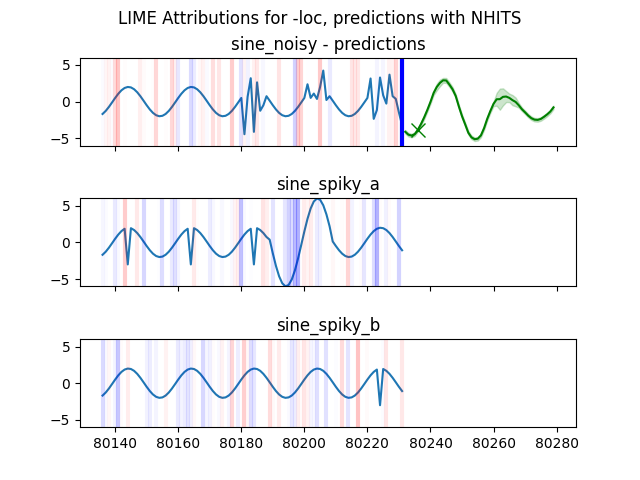 LIME Attributions for -loc, predictions with NHITS
sine_noisy - predictions
5
0
−5
sine_spiky_a
5
0
−5
sine_spiky_b
5
0
−5
80140 80160 80180 80200 80220 80240 80260 80280